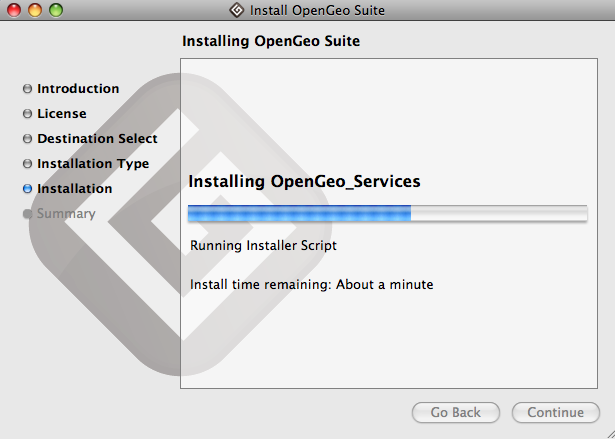 Install OpenGeo Suite
Installing OpenGeo Suite
Introduction
License
Destination Select
Installation Type
Installation
Summary
Installing OpenGeo_Services
Running Installer Script
Install time remaining: About a minute
Go Back
Continue